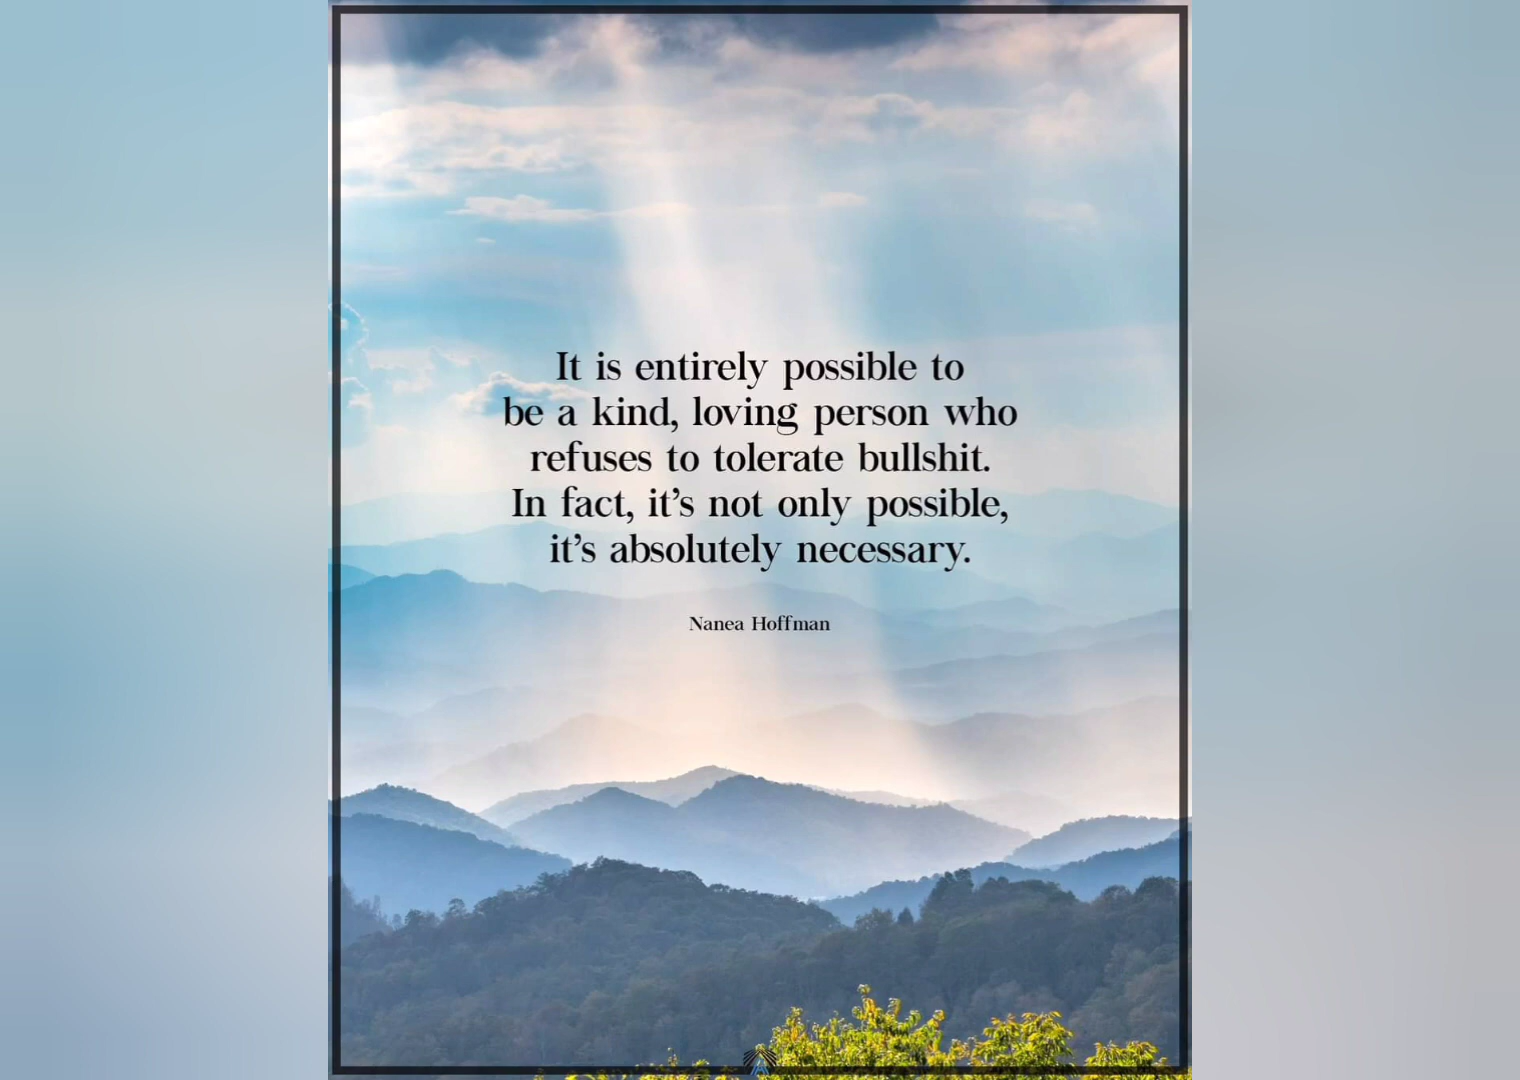 It is entirely possible to
be a kind, loving person who
refuses to tolerate bullshit.
In fact, it’s not only possible,
it’s absolutely necessary.
Nanea Hoffman